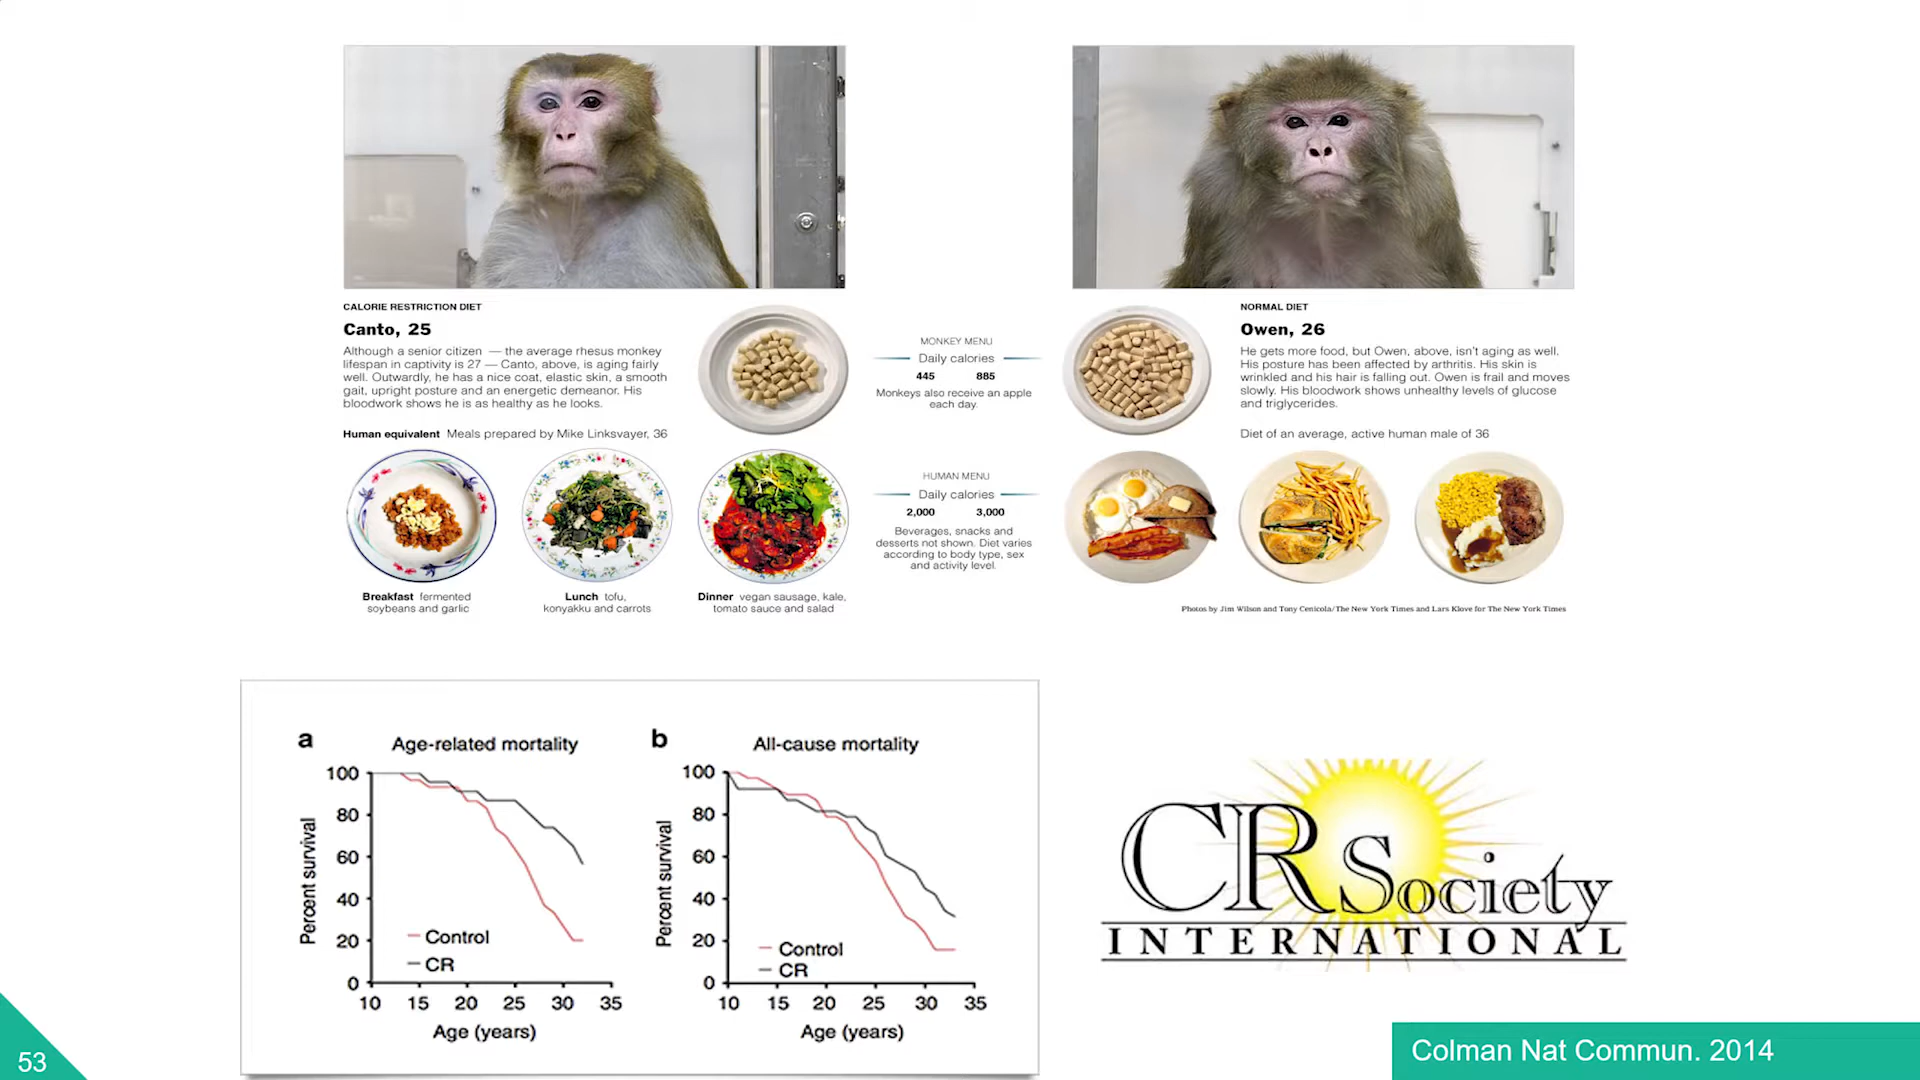 CALORIE RESTRICTION DIET
Canto, 25
Although a senior citizen — the average rhesus monkey
lifespan in captivity is 27 — Canto, above, is aging fairly
well. Outwardly, he has a nice coat, elastic skin, a smooth
gait, upright posture and an energetic demeanor. His
bloodwork shows he is as healthy as he looks.
MONKEY MENU
Daily calories
445 885
Monkeys also receive an apple
each day.
NORMAL DIET
Owen, 26
He gets more food, but Owen, above, isn't aging as well.
His posture has been affected by arthritis. His skin is
wrinkled and his hair is falling out. Owen is frail and moves
slowly. His bloodwork shows unhealthy levels of glucose
and triglycerides.
Human equivalent Meals prepared by Mike Linksvayer, 36
Diet of an average, active human male of 36
HUMAN MENU
Daily calories
2,000 3,000
Beverages, snacks and
desserts not shown. Diet varies
according to body type, sex
and activity level.
Breakfast fermented
soybeans and garlic
Lunch tofu,
konyakku and carrots
Dinner vegan sausage, kale,
tomato sauce and salad
Photos by Jim Wilson and Tony Cenicola/The New York Times and Lars Klove for The New York Times
a Age-related mortality
Percent survival
100
80
60
40
20
0
Control
CR
10 15 20 25 30 35
Age (years)
b All-cause mortality
Percent survival
100
80
60
40
20
0
Control
CR
10 15 20 25 30 35
Age (years)
CR Society
INTERNATIONAL
53
Colman Nat Commun. 2014